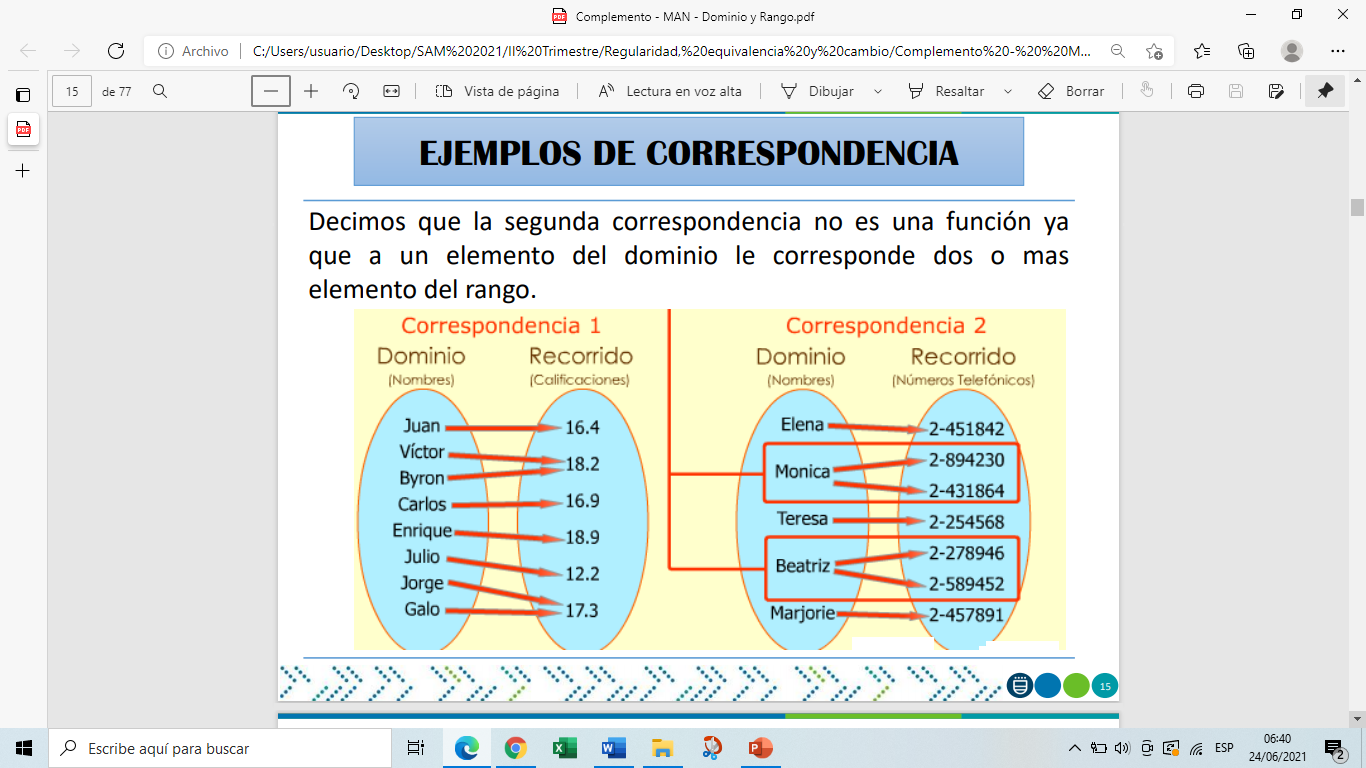 Complemento - MAN - Dominio y Rango.pdf
Archivo
C:/Users/usuario/Desktop/SAM%202021/II%20Trimestre/Regularidad,%20equivalencia%20y%20cambio/Complemento%20-%20%20M...
15 de 77
Vista de página
Lectura en voz alta
Dibujar
Resaltar
Borrar
EJEMPLOS DE CORRESPONDENCIA
Decimos que la segunda correspondencia no es una función ya
que a un elemento del dominio le corresponde dos o mas
elemento del rango.
Correspondencia 1
Dominio Recorrido
(Nombres) (Calificaciones)
Juan 16.4
Víctor 18.2
Byron
Carlos 16.9
Enrique 18.9
Julio 12.2
Jorge
Galo 17.3
Correspondencia 2
Dominio Recorrido
(Nombres) (Números Telefónicos)
Elena 2-451842
Monica 2-894230
2-431864
Teresa 2-254568
Beatriz 2-278946
2-589452
Marjorie 2-457891
15
PDF
PDF
Escribe aquí para buscar
ESP
06:40
24/06/2021
2